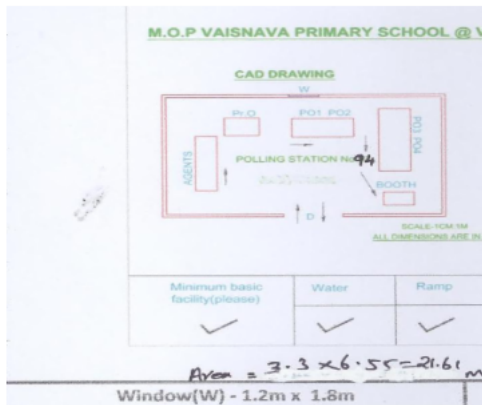 M.O.P VAISNAVA PRIMARY SCHOOL @ V
CAD DRAWING
W
Pr.O
PO1 PO2
PO3 PO4
AGENTS
POLLING STATION No 94
BOOTH
D
SCALE-1CM:1M
ALL DIMENSIONS ARE IN
Minimum basic facility(please)
Water
Ramp
Area = 3.3 x 6.55 = 21.61 m
Window(W) - 1.2m x 1.8m